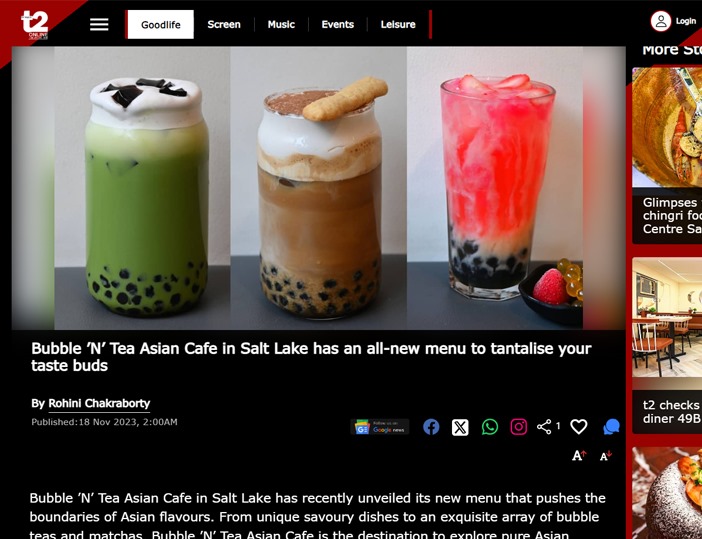 t2
ONLINE
Goodlife
Screen
Music
Events
Leisure
Login
Bubble ’N’ Tea Asian Cafe in Salt Lake has an all-new menu to tantalise your
taste buds
By Rohini Chakraborty
Published:18 Nov 2023, 2:00AM
Follow us on
Google news
1
A
A
Bubble ’N’ Tea Asian Cafe in Salt Lake has recently unveiled its new menu that pushes the
boundaries of Asian flavours. From unique savoury dishes to an exquisite array of bubble
teas and matchas, Bubble ’N’ Tea Asian Cafe is the destination to explore pure Asian
More
Glimpses
chingri
Centre
t2 checks
diner 49B